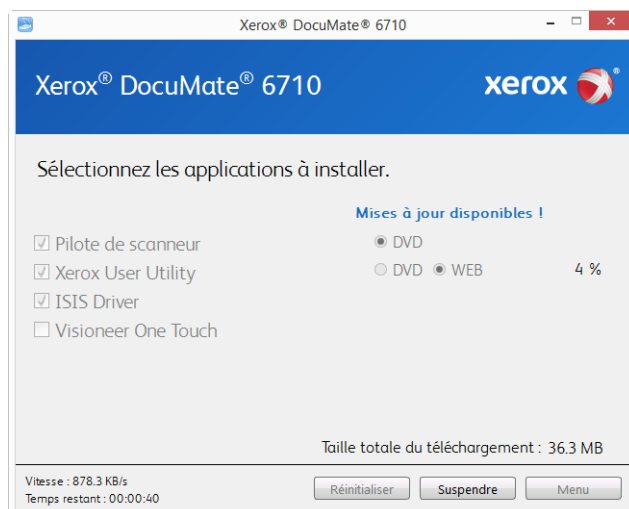 Xerox® DocuMate® 6710
Xerox® DocuMate® 6710
xerox®
Sélectionnez les applications à installer.
Mises à jour disponibles !
Pilote de scanneur
DVD
Xerox User Utility
DVD WEB 4 %
ISIS Driver
Visioneer One Touch
Taille totale du téléchargement : 36.3 MB
Vitesse : 878.3 KB/s
Temps restant : 00:00:40
Réinitialiser Suspendre Menu